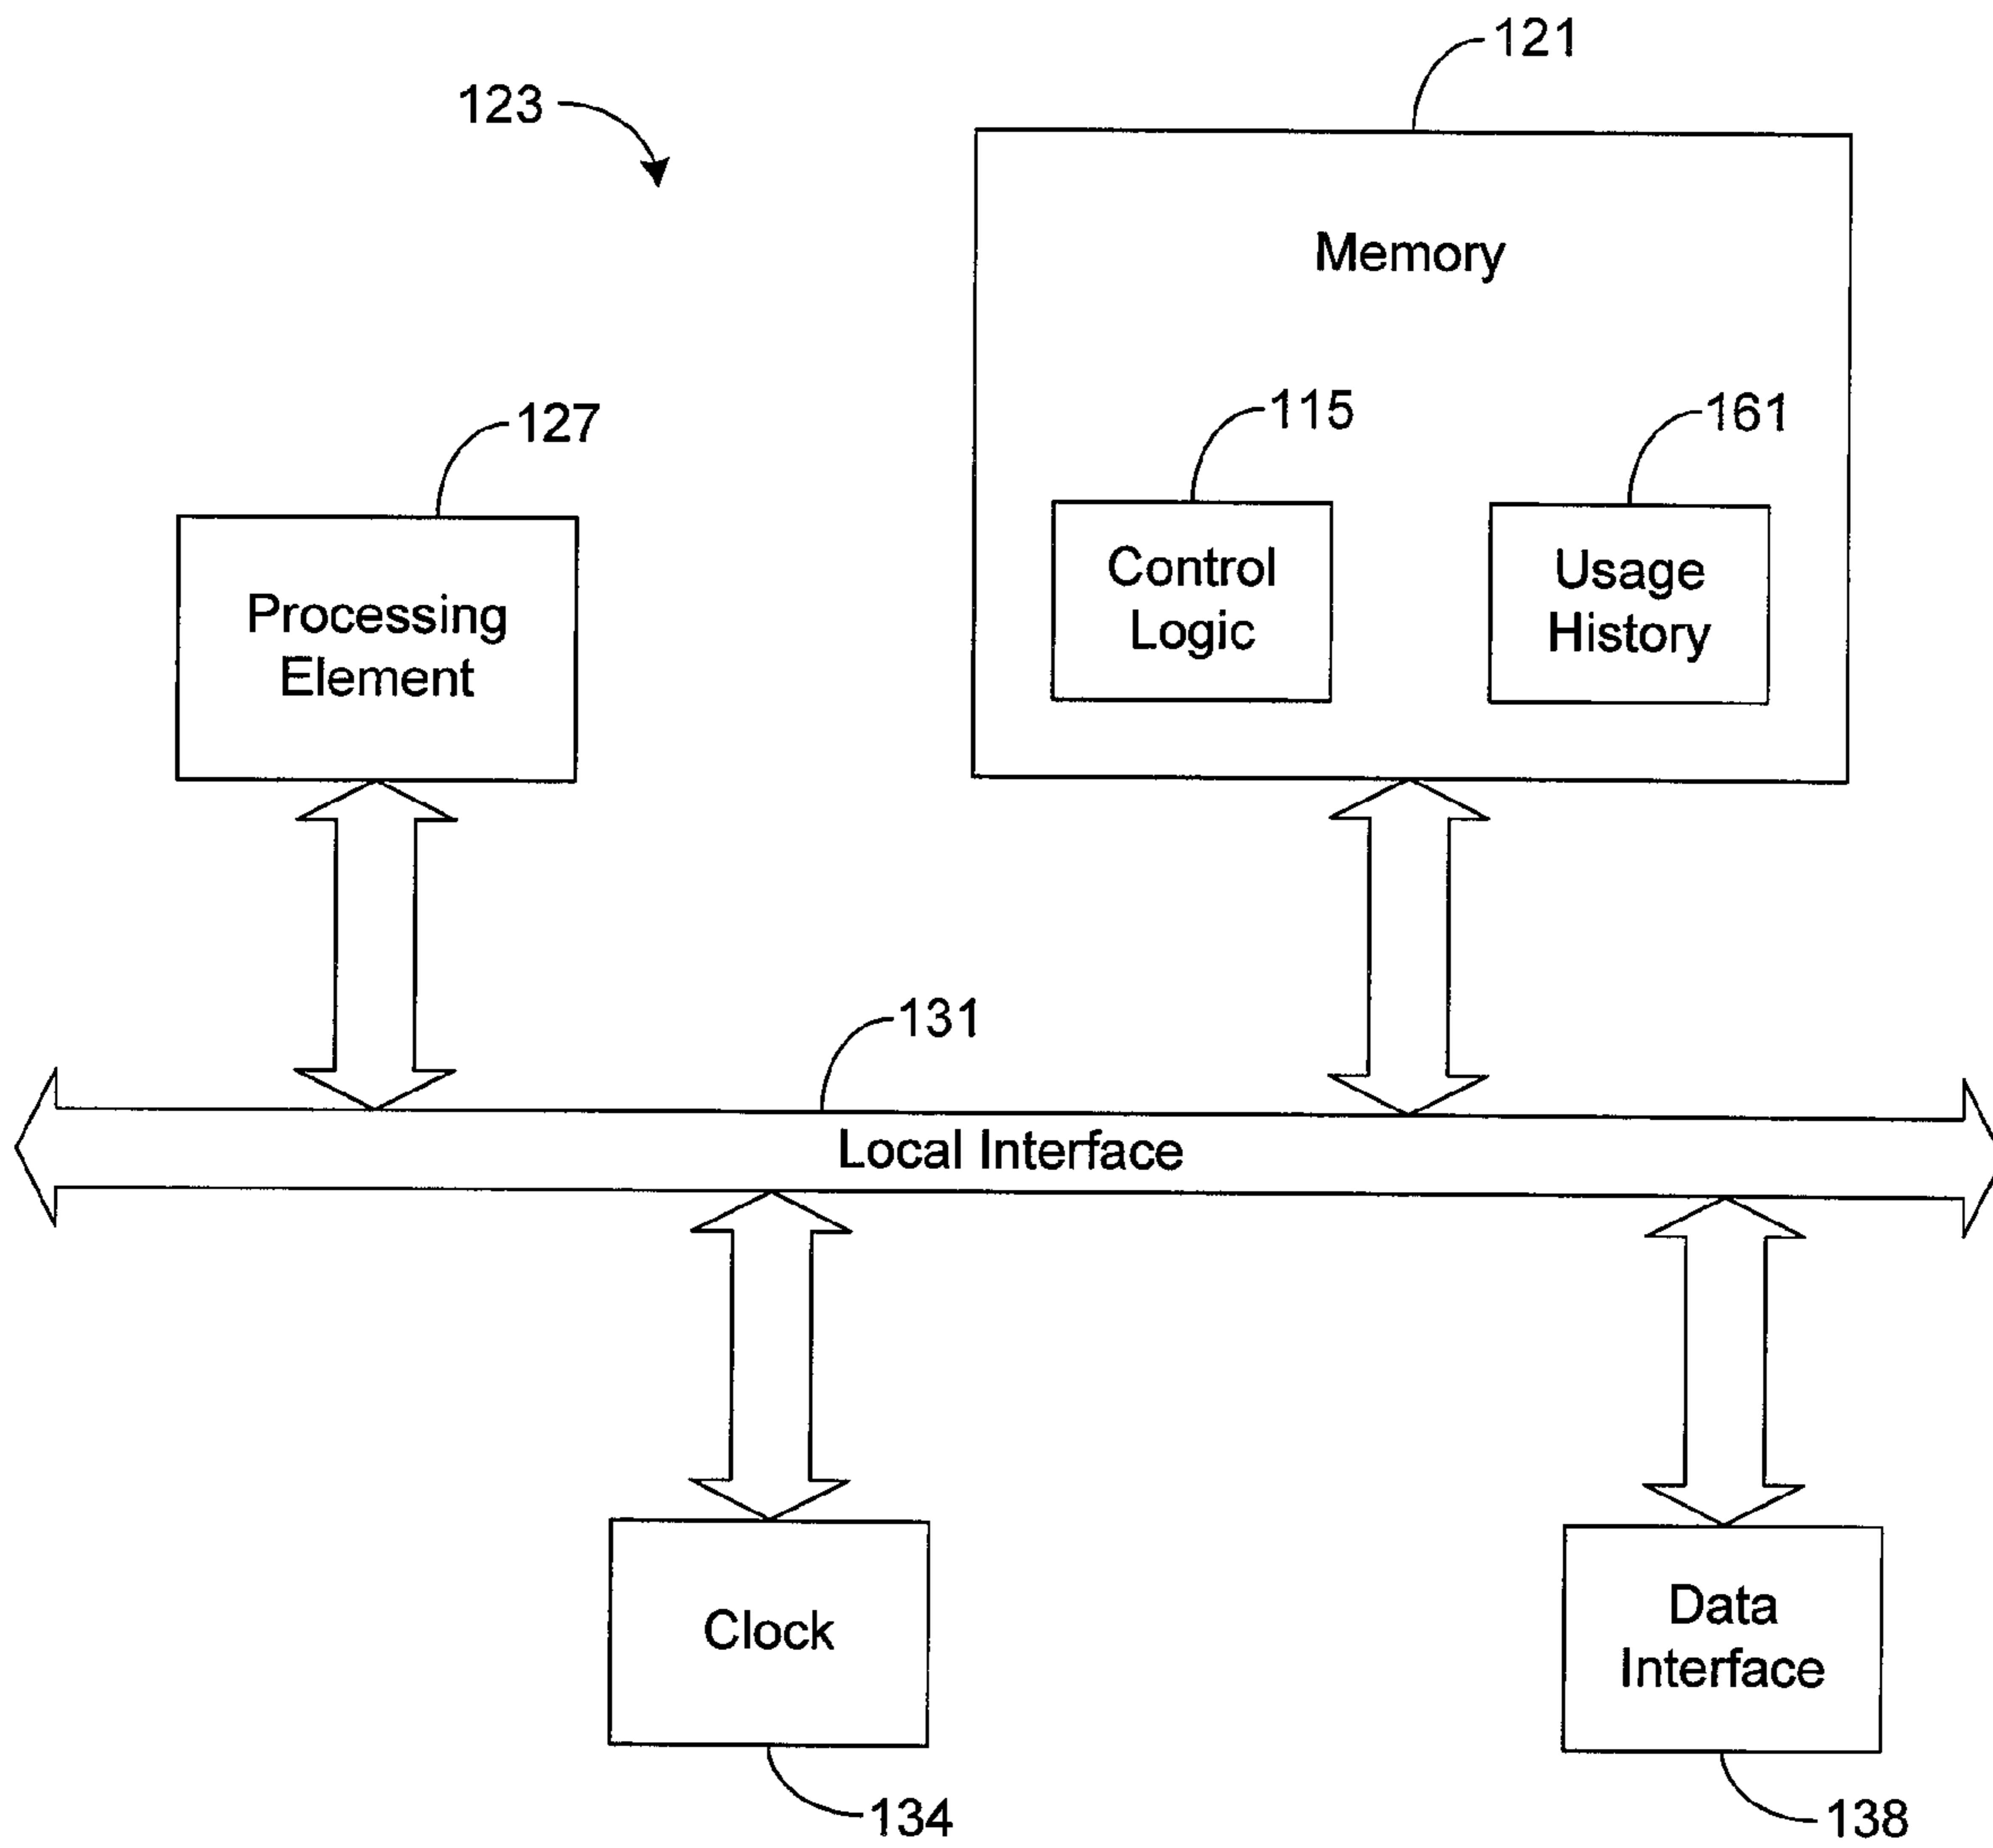 121
123
Memory
127
115
161
Processing
Element
Control
Logic
Usage
History
131
Local Interface
Clock
Data
Interface
134
138